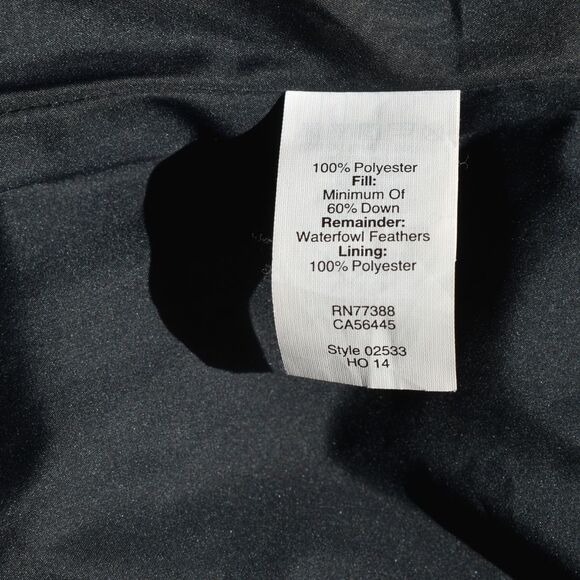 100% Polyester
Fill:
Minimum Of
60% Down
Remainder:
Waterfowl Feathers
Lining:
100% Polyester
RN77388
CA56445
Style 02533
HO 14